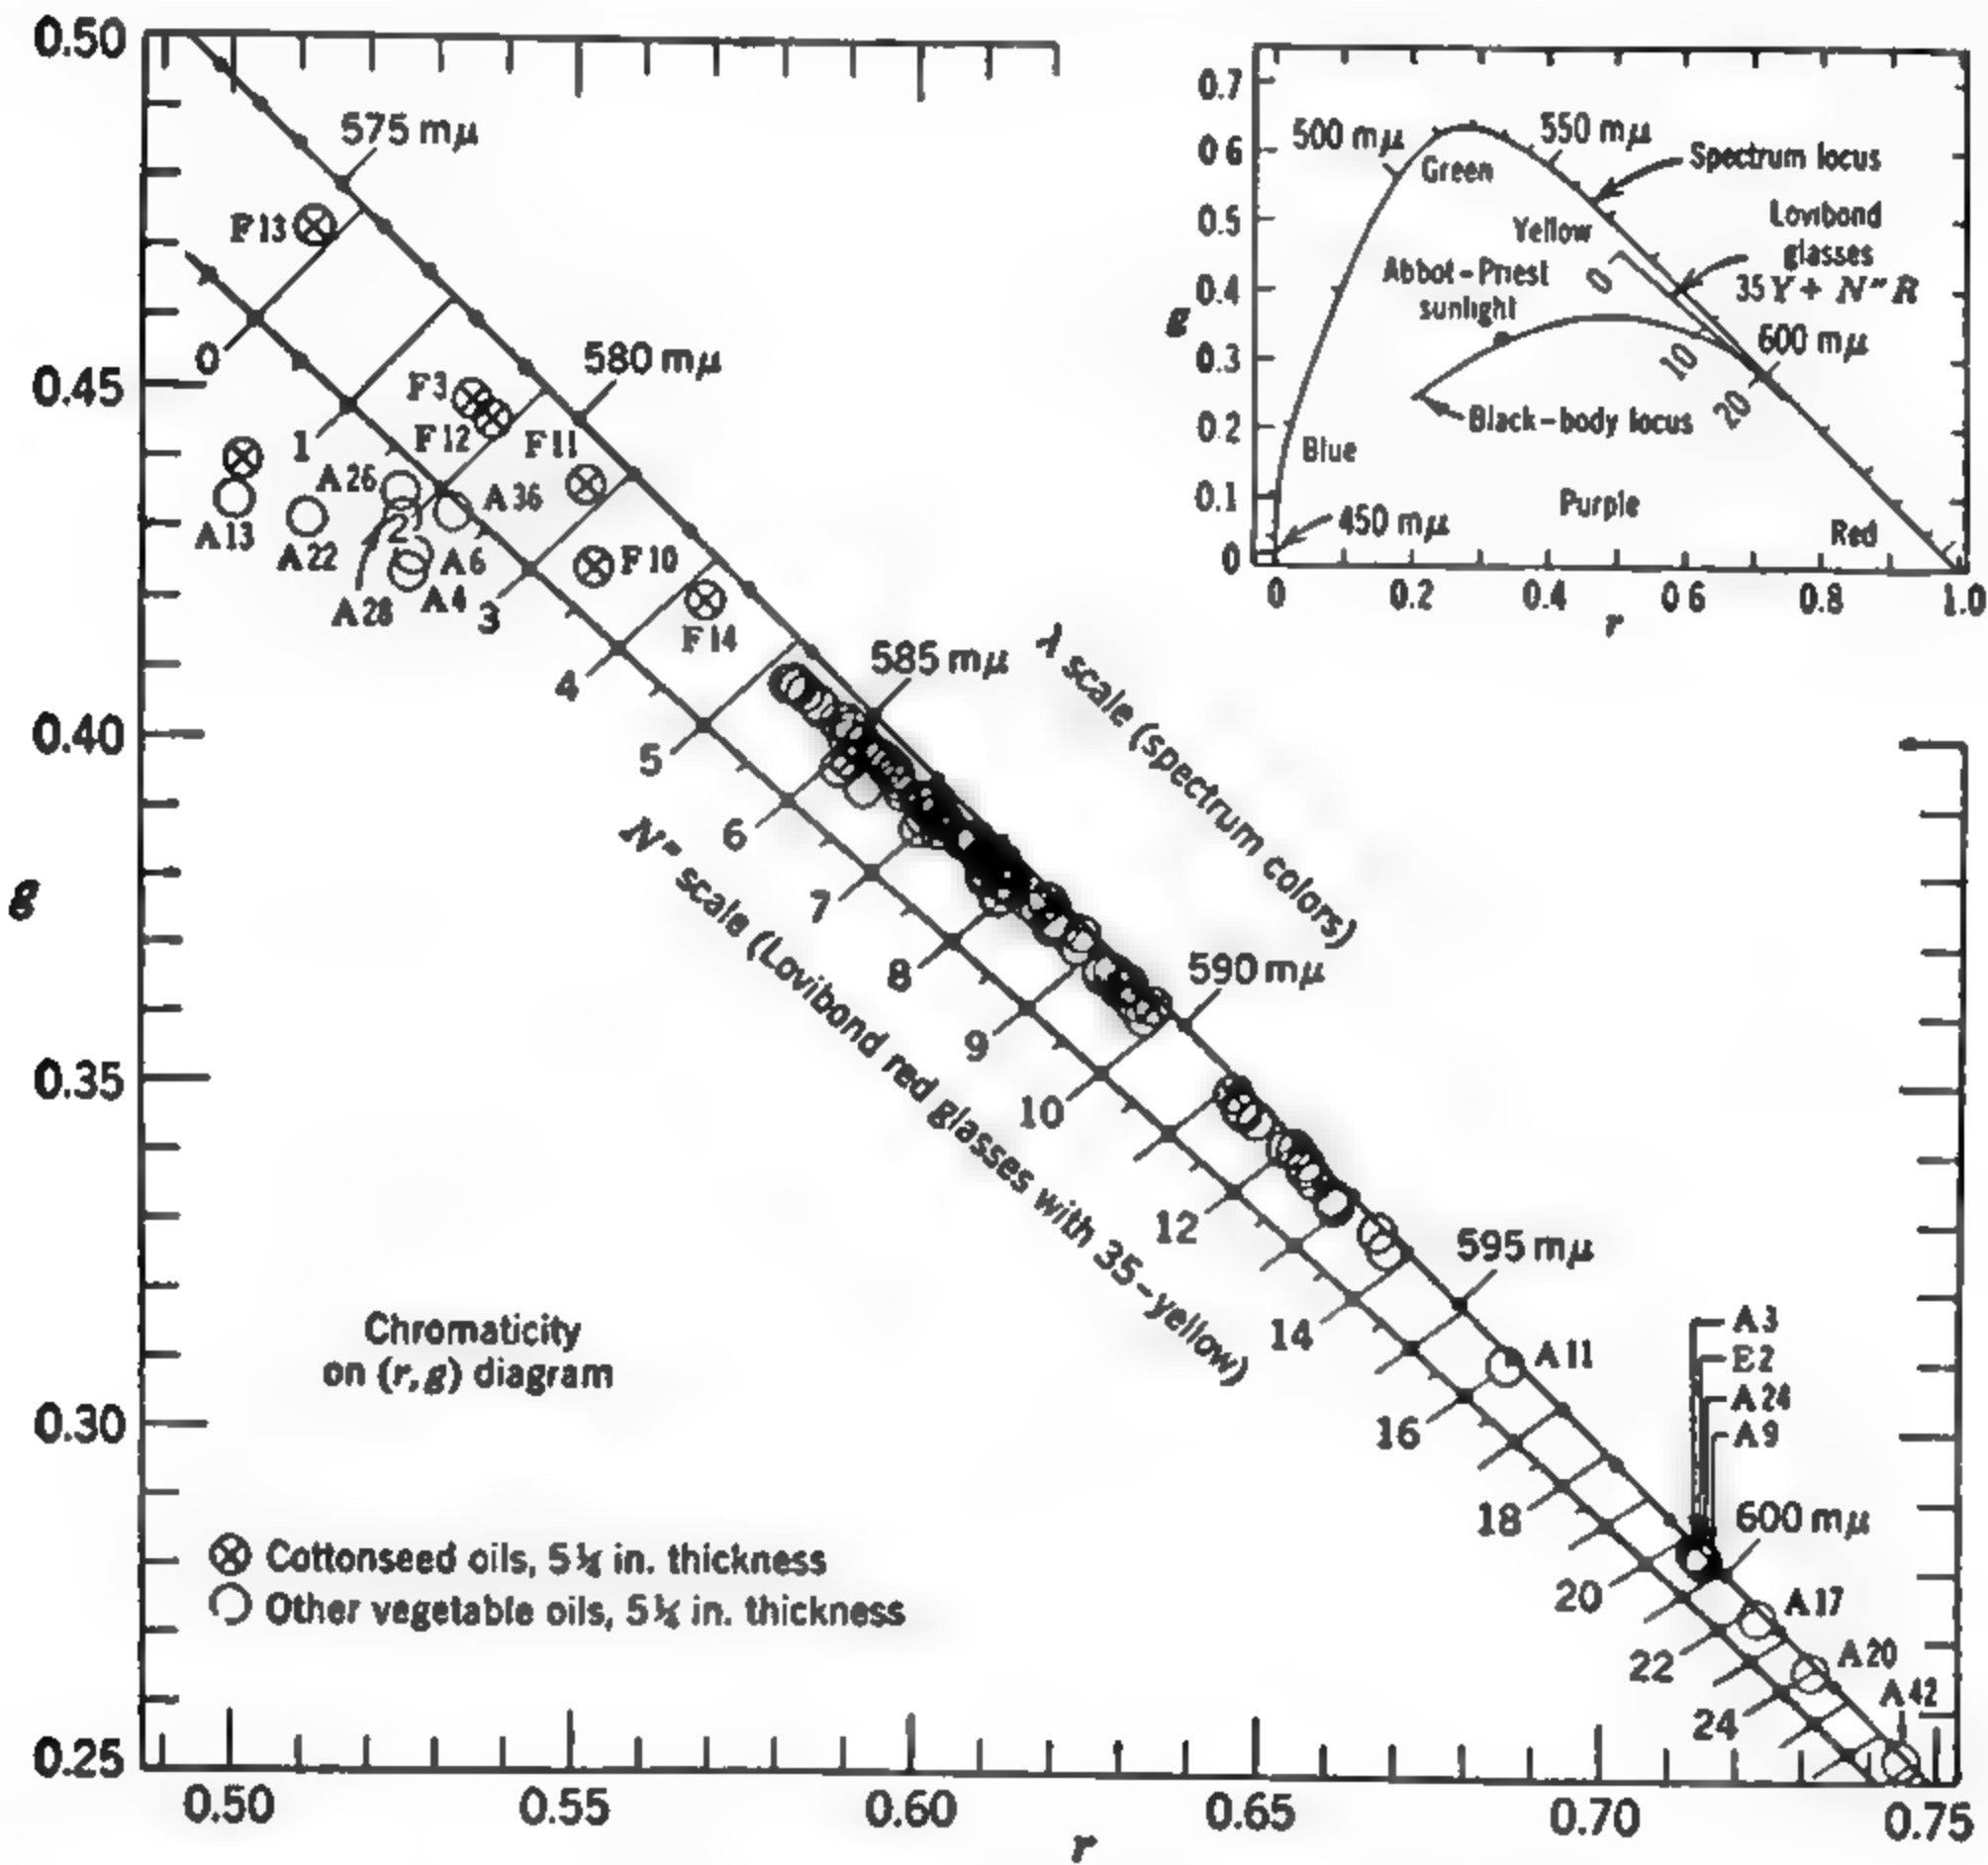 0.50
0.45
0.40
0.35
0.30
0.25
g
575 mμ
580 mμ
585 mμ
590 mμ
595 mμ
600 mμ
F13
F3
F12
F11
F10
F14
A26
A36
A13
A22
A6
A4
A28
0
1
2
3
4
5
6
7
8
9
10
12
14
16
18
20
22
24
λ scale (spectrum colors)
N" scale (Lovibond red glasses with 35-yellow)
A11
A3
E2
A24
A9
A17
A20
A42
Chromaticity
on (r,g) diagram
Cottonseed oils, 5¼ in. thickness
Other vegetable oils, 5¼ in. thickness
0.50 0.55 0.60 0.65 0.70 0.75
r
0.7
0 6
0.5
0.4
0.3
0.2
0.1
0
g
500 mμ
550 mμ
Spectrum locus
Green
Yellow
Lovibond
glasses
35Y + N" R
Abbot-Priest
sunlight
0
10
20
600 mμ
Black-body locus
Blue
Purple
450 mμ
Red
0 0.2 0.4 0 6 0.8 1.0
r